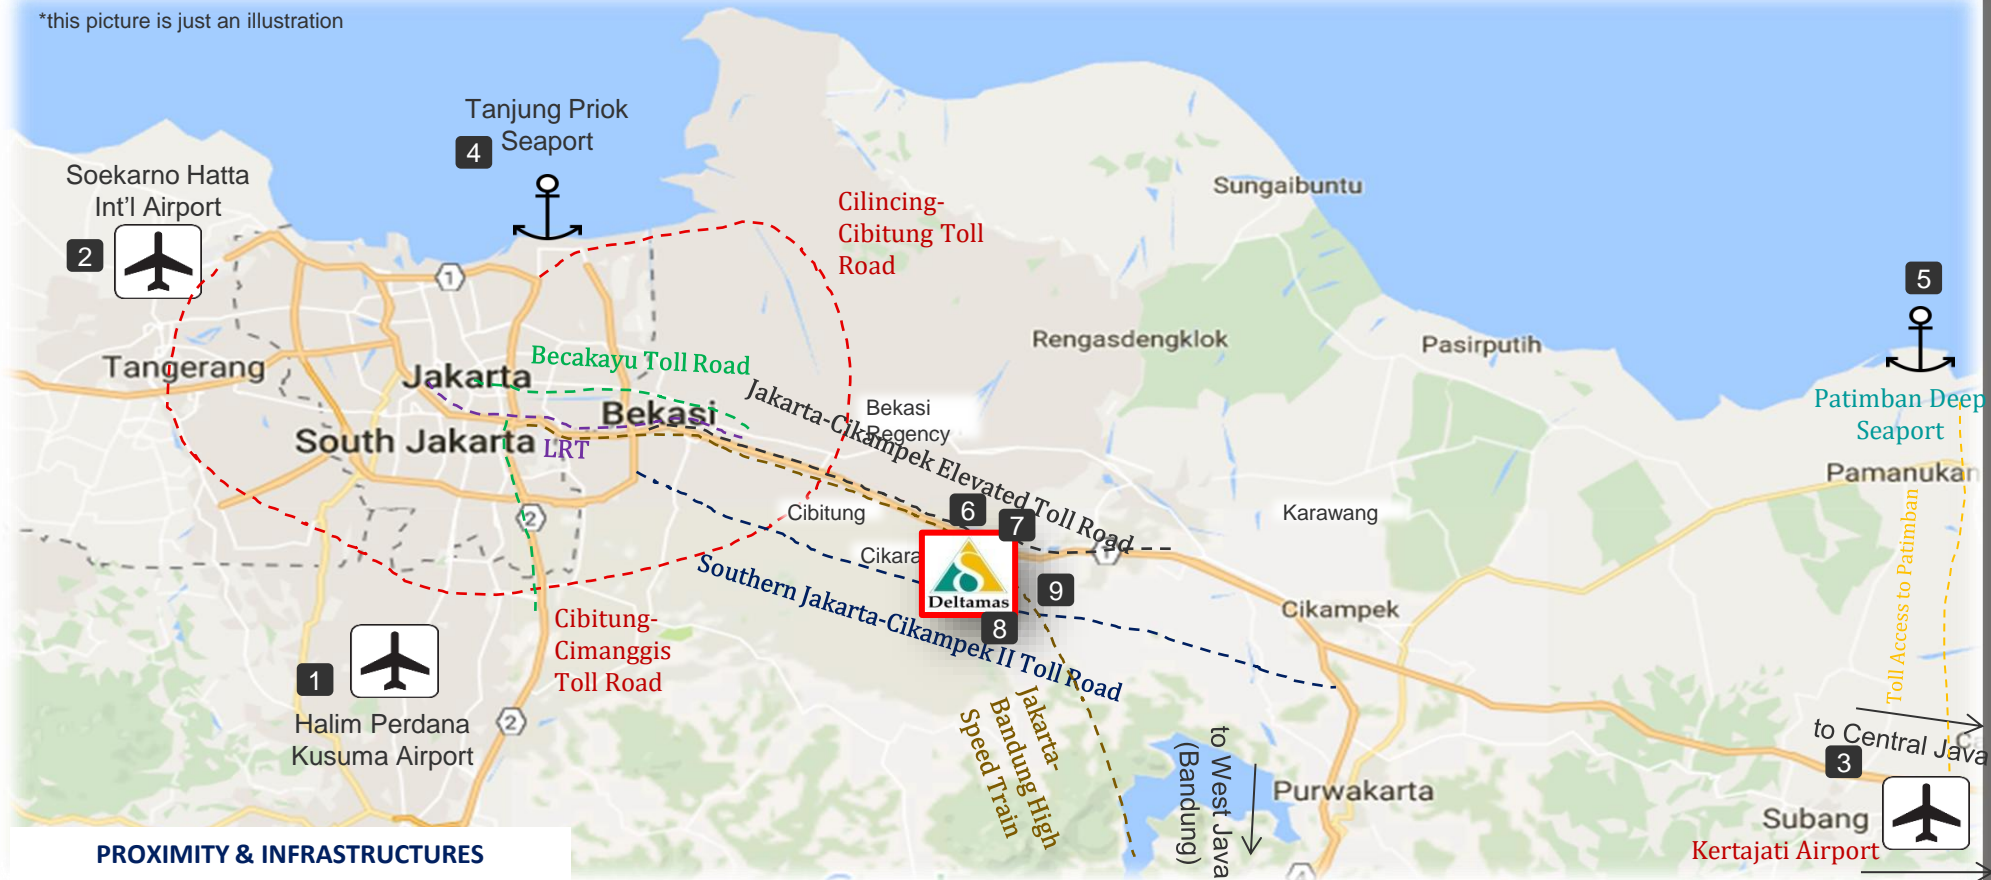 *this picture is just an illustration
Tanjung Priok
Seaport
4
Soekarno Hatta
Int'l Airport
2
1
Cilincing-
Cibitung Toll
Road
Sungaibuntu
5
Rengasdengklok
Pasirputih
Tangerang
Jakarta
Becakayu Toll Road
Bekasi
South Jakarta
LRT
Jakarta-Cikampek Elevated Toll Road
Bekasi
Regency
Patimban Deep
Seaport
Pamanukan
Toll Access to Patimban
2
Cibitung
6
7
Karawang
Cikara
Deltamas
9
8
Cikampek
Southern Jakarta-Cikampek II Toll Road
Cibitung-
Cimanggis
Toll Road
1
Halim Perdana
Kusuma Airport
2
Jakarta-
Bandung High
Speed Train
to West Java
(Bandung)
Purwakarta
to Central Java
3
Subang
Kertajati Airport
PROXIMITY & INFRASTRUCTURES